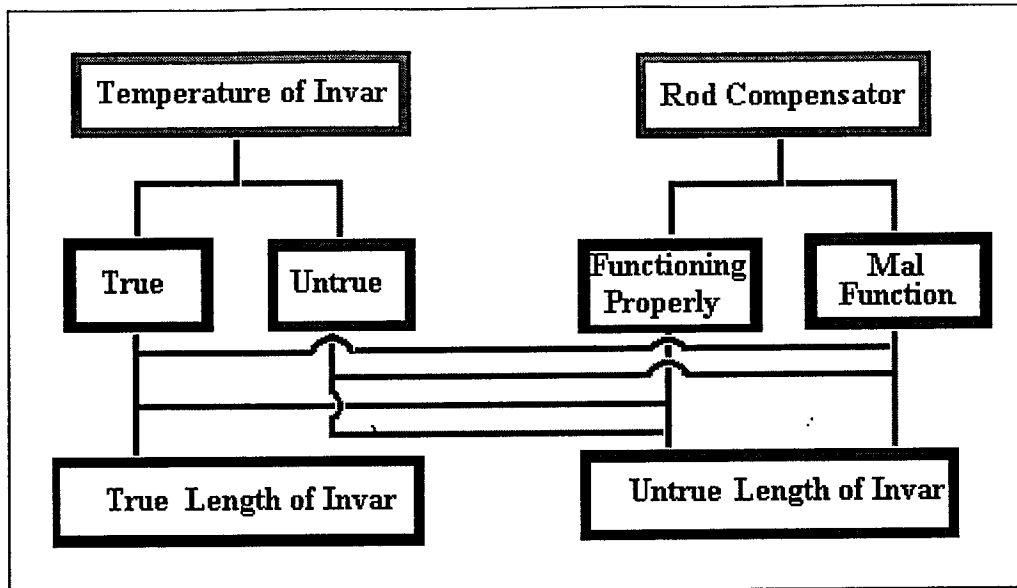 Temperature of Invar
Rod Compensator
True
Untrue
Functioning
Properly
Mal
Function
True Length of Invar
Untrue Length of Invar